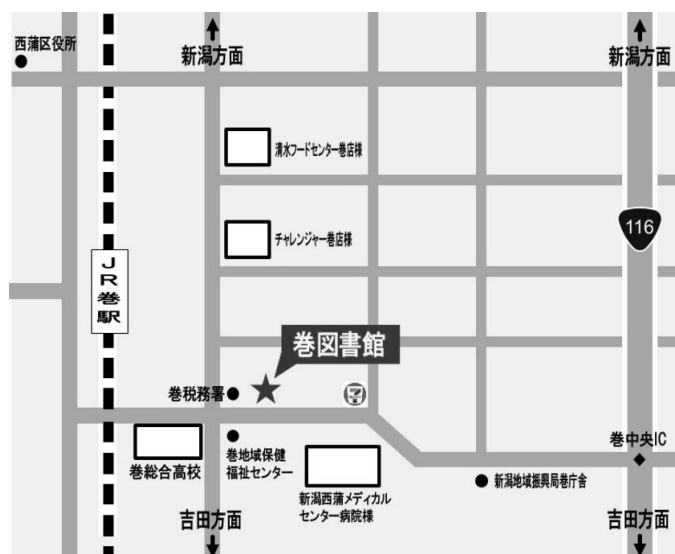 西蒲区役所
新潟方面
新潟方面
清水フードセンター巻店様
チャレンジャー巻店様
116
JR巻駅
巻図書館
巻税務署
7
巻中央IC
巻総合高校
巻地域保健
福祉センター
新潟西蒲メディカル
センター病院様
新潟地域振興局巻庁舎
吉田方面
吉田方面